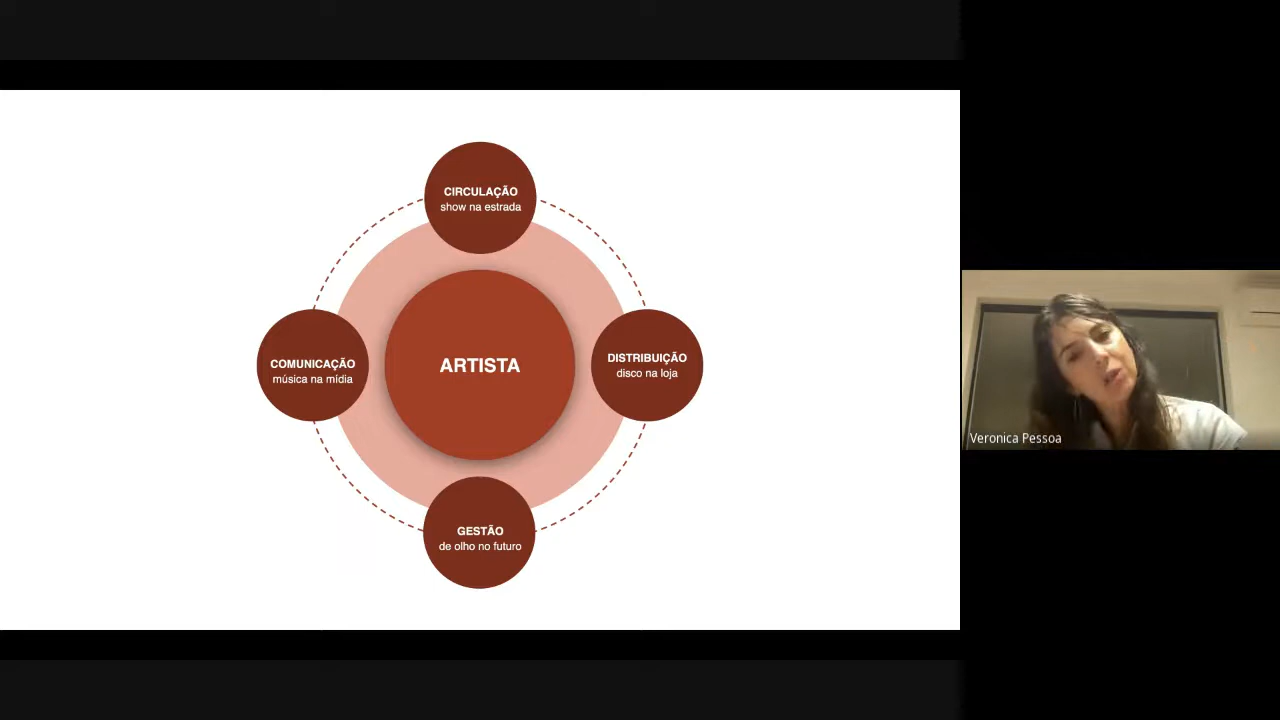 CIRCULAÇÃO
show na estrada
COMUNICAÇÃO
música na mídia
ARTISTA
DISTRIBUIÇÃO
disco na loja
GESTÃO
de olho no futuro
Veronica Pessoa